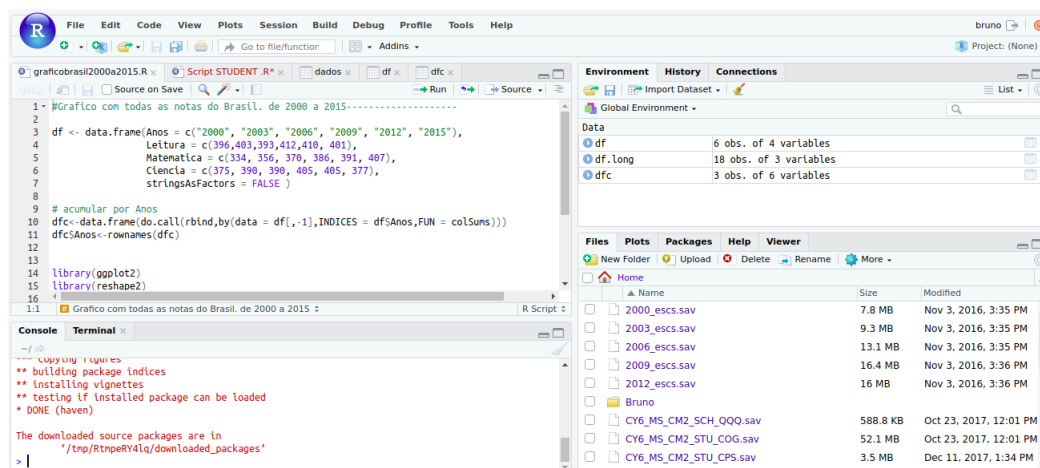 R File Edit Code View Plots Session Build Debug Profile Tools Help bruno
Go to file/function Addins Project: (None)
graficobrasil2000a2015.R Script STUDENT .R* dados df dfc
Source on Save Run Source
1 #Grafico com todas as notas do Brasil. de 2000 a 2015--------------------
2
3 df <- data.frame(Anos = c("2000", "2003", "2006", "2009", "2012", "2015"),
4 Leitura = c(396,403,393,412,410, 401),
5 Matematica = c(334, 356, 370, 386, 391, 407),
6 Ciencia = c(375, 390, 390, 405, 405, 377),
7 stringsAsFactors = FALSE )
8
9 # acumular por Anos
10 dfc<-data.frame(do.call(rbind,by(data = df[,-1],INDICES = df$Anos,FUN = colSums)))
11 dfc$Anos<-rownames(dfc)
12
13
14 library(ggplot2)
15 library(reshape2)
16
1:1 # Grafico com todas as notas do Brasil. de 2000 a 2015 R Script
Console Terminal
~/
*** copying figures
** building package indices
** installing vignettes
** testing if installed package can be loaded
* DONE (haven)
The downloaded source packages are in
‘/tmp/RtmpeRY4lq/downloaded_packages’
>
Environment History Connections
Import Dataset List
Global Environment
Data
df 6 obs. of 4 variables
df.long 18 obs. of 3 variables
dfc 3 obs. of 6 variables
Files Plots Packages Help Viewer
New Folder Upload Delete Rename More
Home
Name Size Modified
2000_escs.sav 7.8 MB Nov 3, 2016, 3:35 PM
2003_escs.sav 9.3 MB Nov 3, 2016, 3:35 PM
2006_escs.sav 13.1 MB Nov 3, 2016, 3:35 PM
2009_escs.sav 16.4 MB Nov 3, 2016, 3:36 PM
2012_escs.sav 16 MB Nov 3, 2016, 3:36 PM
Bruno
CY6_MS_CM2_SCH_QQQ.sav 588.8 KB Oct 23, 2017, 12:01 PM
CY6_MS_CM2_STU_COG.sav 52.1 MB Oct 23, 2017, 12:01 PM
CY6_MS_CM2_STU_CPS.sav 3.5 MB Dec 11, 2017, 1:34 PM